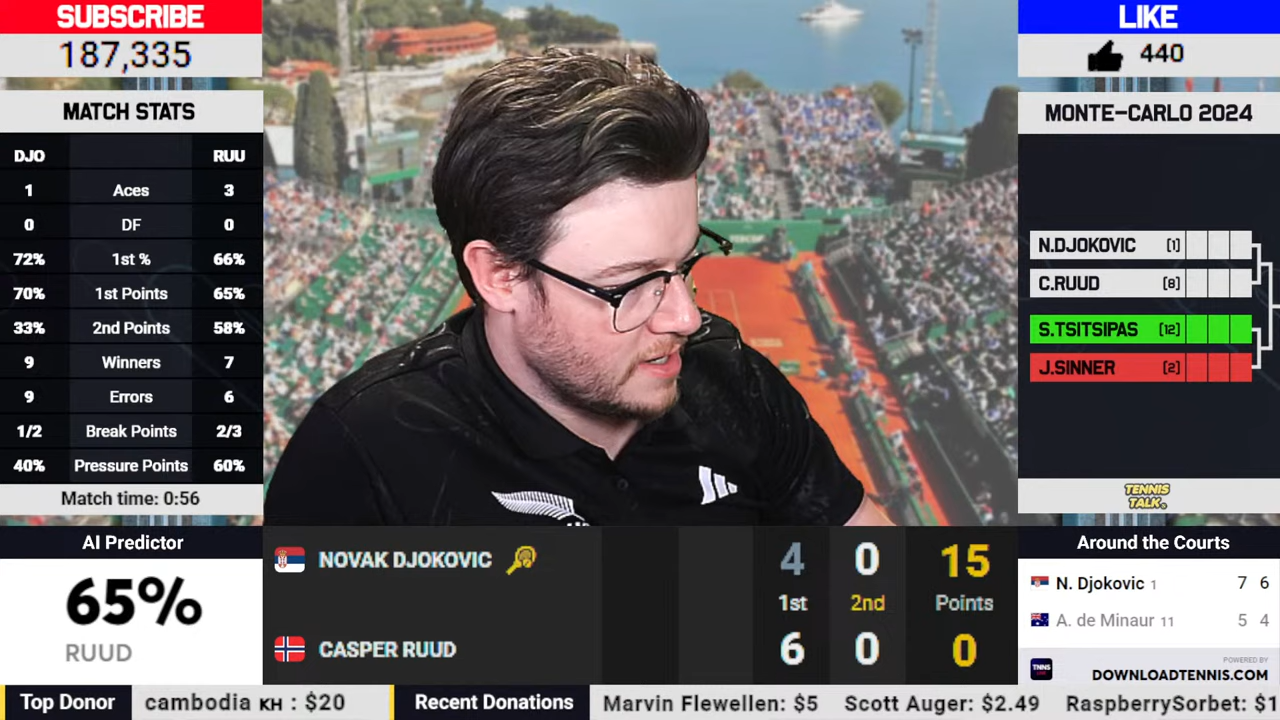 SUBSCRIBE
187,335
MATCH STATS
DJO RUU
1 Aces 3
0 DF 0
72% 1st % 66%
70% 1st Points 65%
33% 2nd Points 58%
9 Winners 7
9 Errors 6
1/2 Break Points 2/3
40% Pressure Points 60%
Match time: 0:56
AI Predictor
65%
RUUD
NOVAK DJOKOVIC 4 0 15
1st 2nd Points
CASPER RUUD 6 0 0
LIKE
440
MONTE-CARLO 2024
N.DJOKOVIC [1]
C.RUUD [8]
S.TSITSIPAS [12]
J.SINNER [2]
TENNIS
TALK.
Around the Courts
N. Djokovic 1 7 6
A. de Minaur 11 5 4
POWERED BY
TNNS
DOWNLOADTENNIS.COM
Top Donor cambodia KH : $20 Recent Donations Marvin Flewellen: $5 Scott Auger: $2.49 RaspberrySorbet: $1